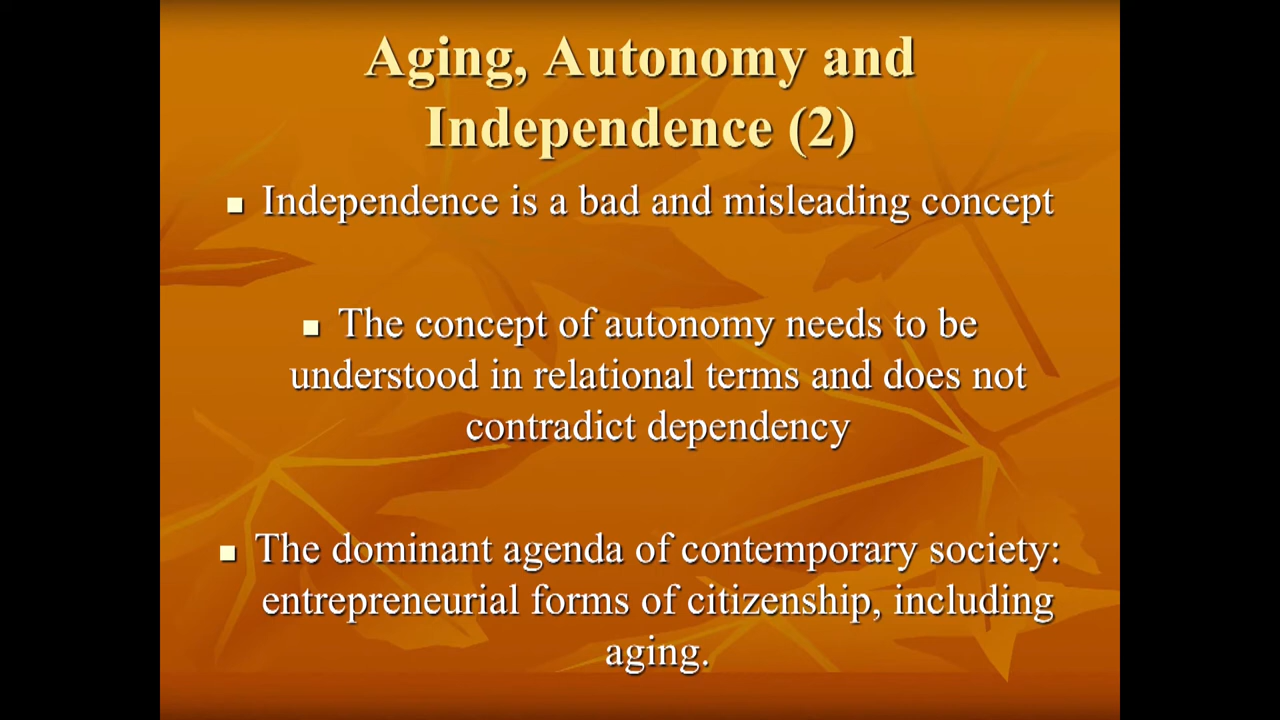 Aging, Autonomy and
Independence (2)
■ Independence is a bad and misleading concept
■ The concept of autonomy needs to be
understood in relational terms and does not
contradict dependency
■ The dominant agenda of contemporary society:
entrepreneurial forms of citizenship, including
aging.